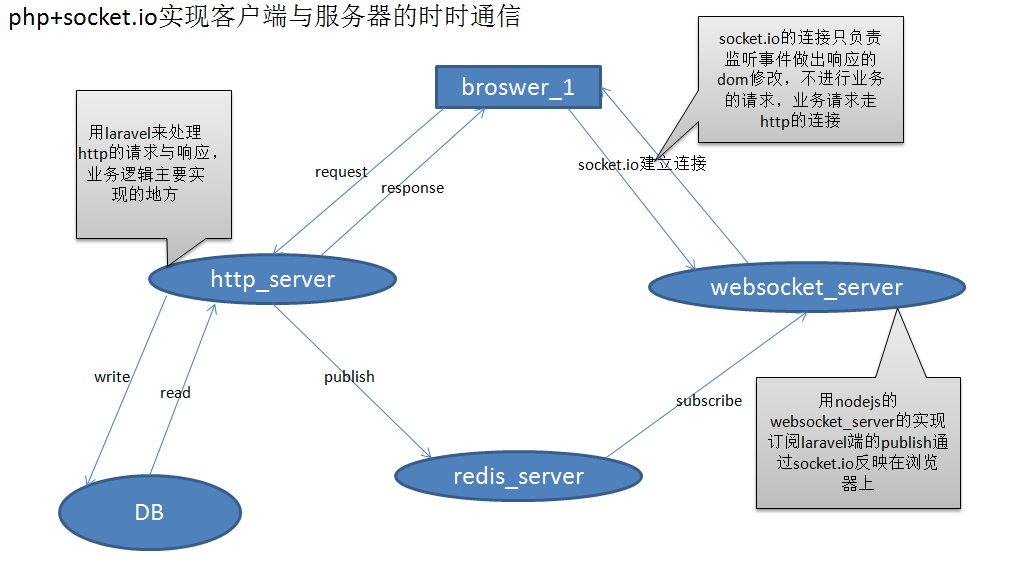 php+socket.io实现客户端与服务器的时时通信
socket.io的连接只负责
监听事件做出响应的
dom修改，不进行业务
的请求，业务请求走
http的连接
broswer_1
用laravel来处理
http的请求与响应，
业务逻辑主要实
现的地方
request
response
socket.io建立连接
http_server
websocket_server
write
read
publish
subscribe
用nodejs的
websocket_server的实现
订阅laravel端的publish通
过socket.io反映在浏览
器上
redis_server
DB